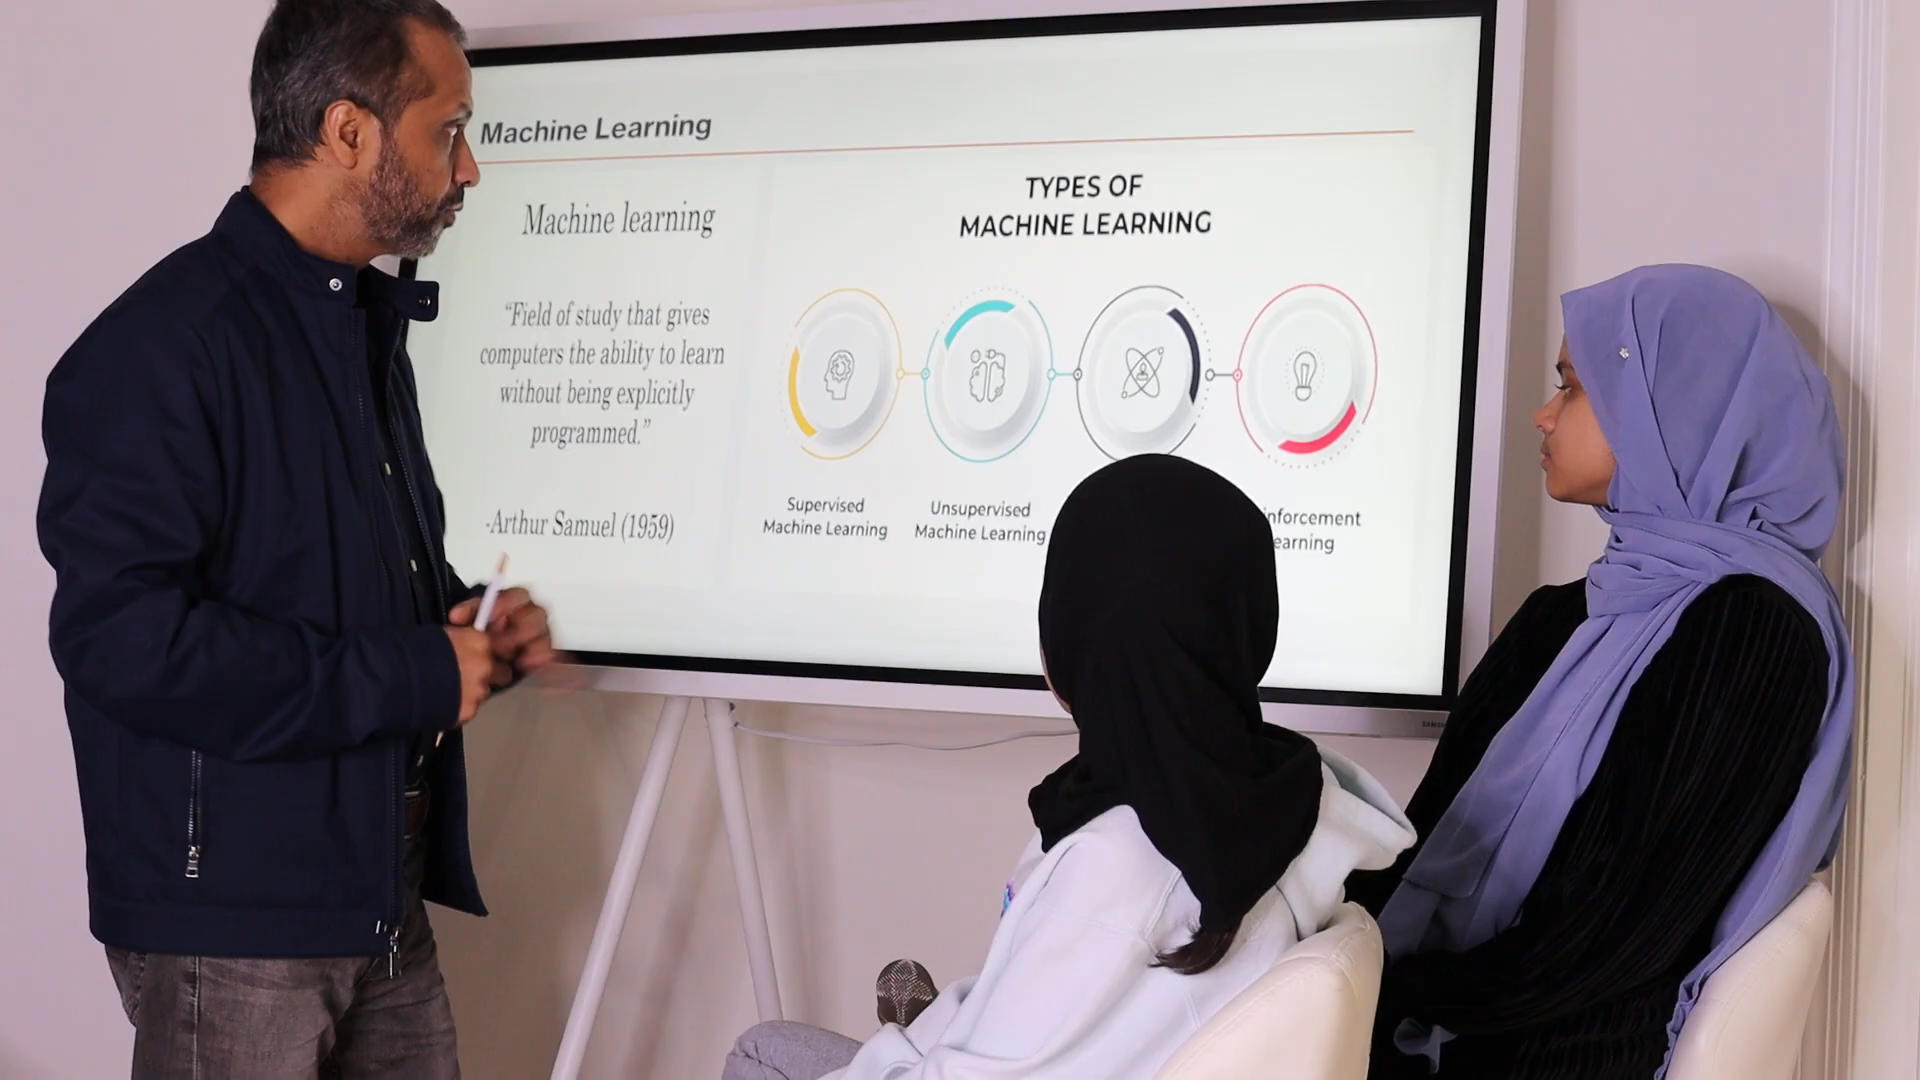 Machine Learning
Machine learning
“Field of study that gives
computers the ability to learn
without being explicitly
programmed.”
-Arthur Samuel (1959)
TYPES OF
MACHINE LEARNING
Supervised
Machine Learning
Unsupervised
Machine Learning
inforcement
earning